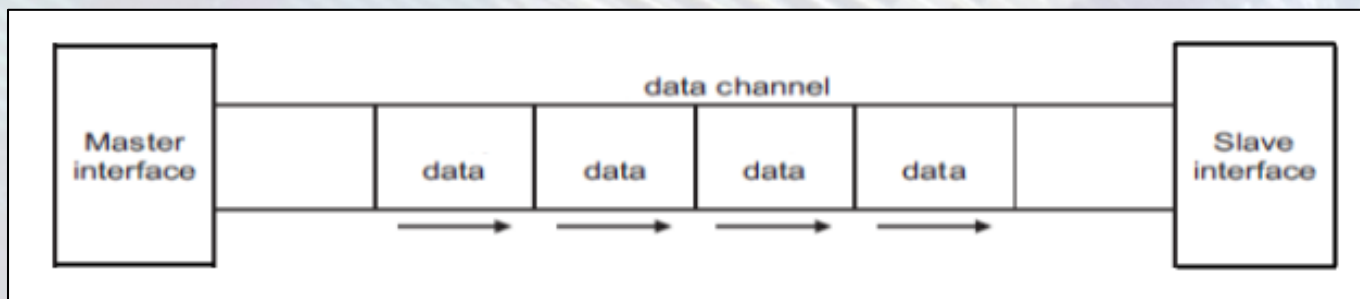 data channel
Master
interface
data
data
data
data
Slave
interface